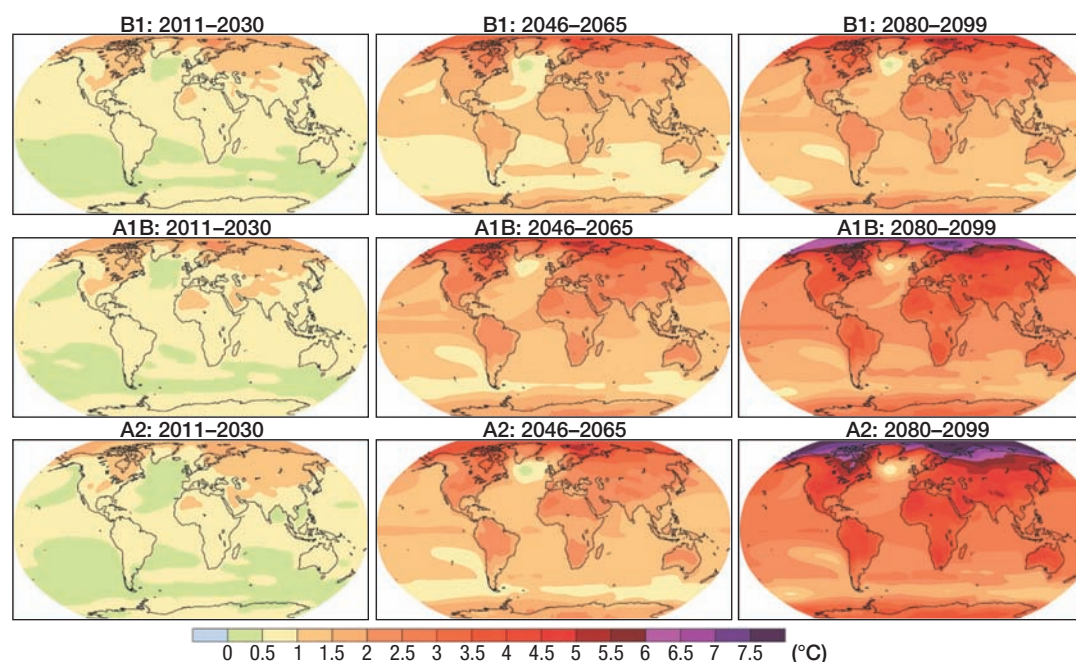 B1: 2011–2030
B1: 2046–2065
B1: 2080–2099
A1B: 2011–2030
A1B: 2046–2065
A1B: 2080–2099
A2: 2011–2030
A2: 2046–2065
A2: 2080–2099
0 0.5 1 1.5 2 2.5 3 3.5 4 4.5 5 5.5 6 6.5 7 7.5 (°C)